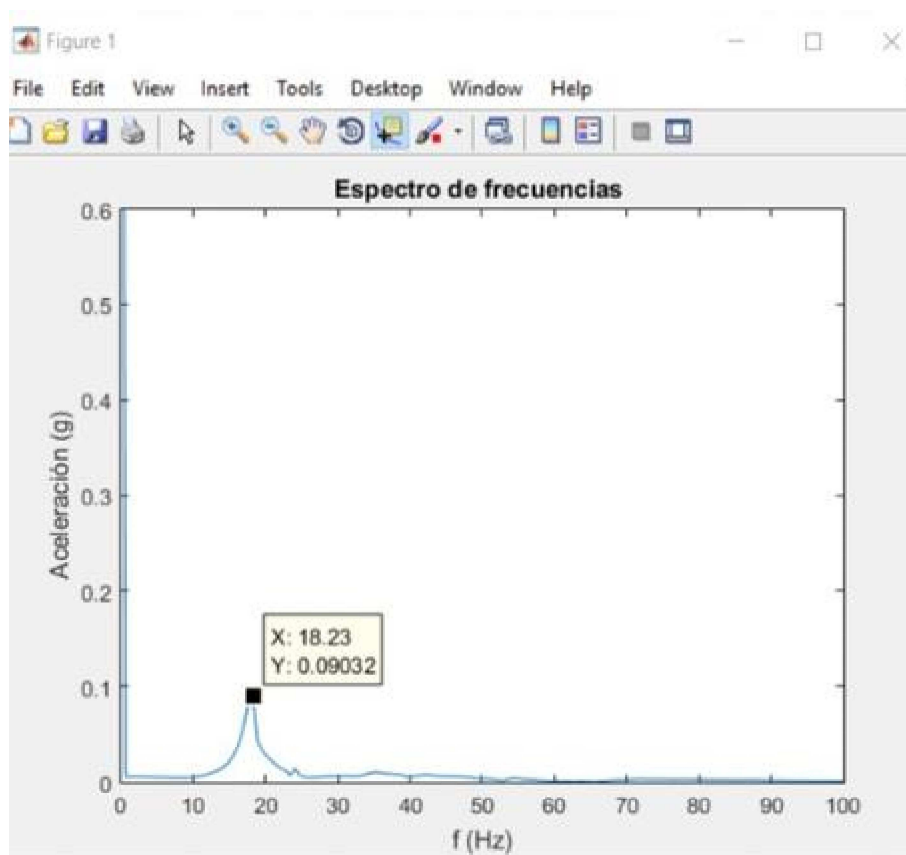 Figure 1
File Edit View Insert Tools Desktop Window Help
Espectro de frecuencias
0.6
0.5
0.4
0.3
0.2
0.1
0
Aceleración (g)
X: 18.23
Y: 0.09032
0 10 20 30 40 50 60 70 80 90 100
f (Hz)